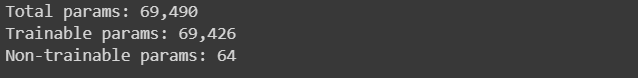 Total params: 69,490
Trainable params: 69,426
Non-trainable params: 64